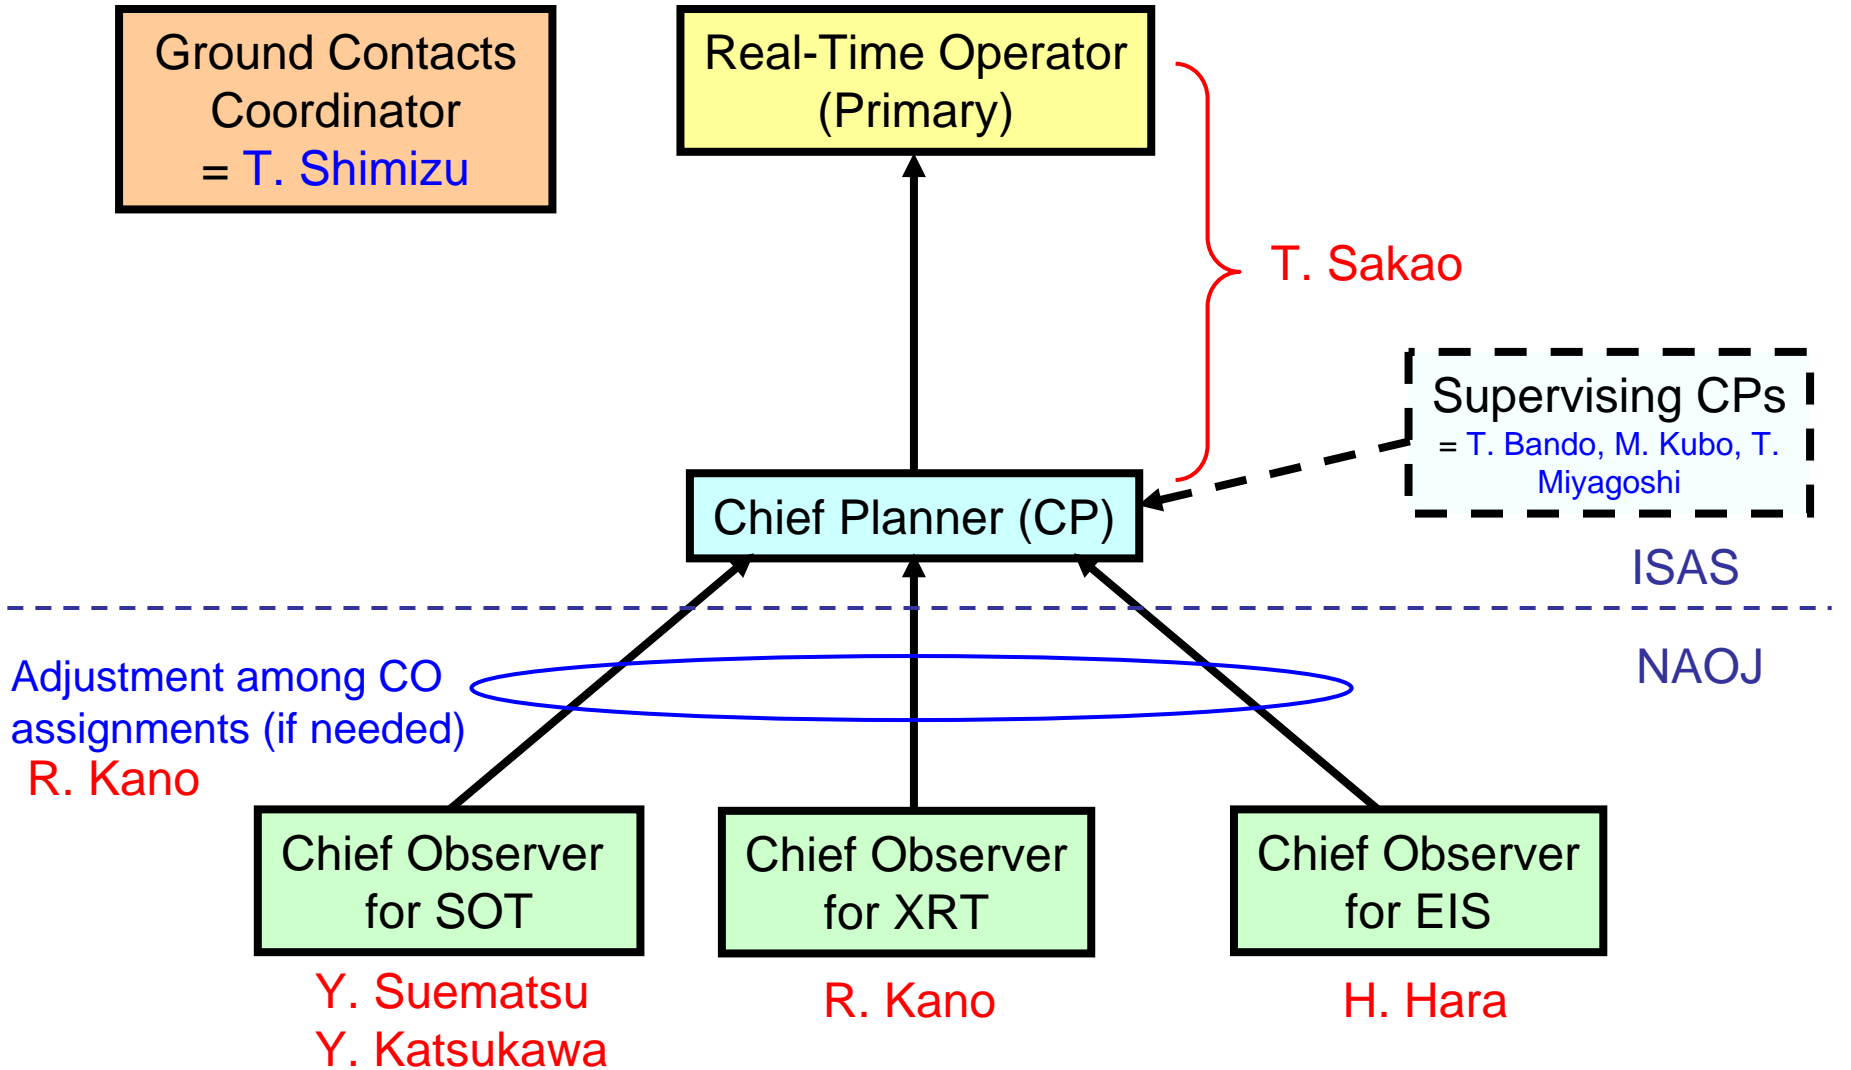 Ground Contacts
Coordinator
= T. Shimizu
Real-Time Operator
(Primary)
T. Sakao
Supervising CPs
= T. Bando, M. Kubo, T.
Miyagoshi
Chief Planner (CP)
ISAS
NAOJ
Adjustment among CO
assignments (if needed)
R. Kano
Chief Observer
for SOT
Chief Observer
for XRT
Chief Observer
for EIS
Y. Suematsu
Y. Katsukawa
R. Kano
H. Hara